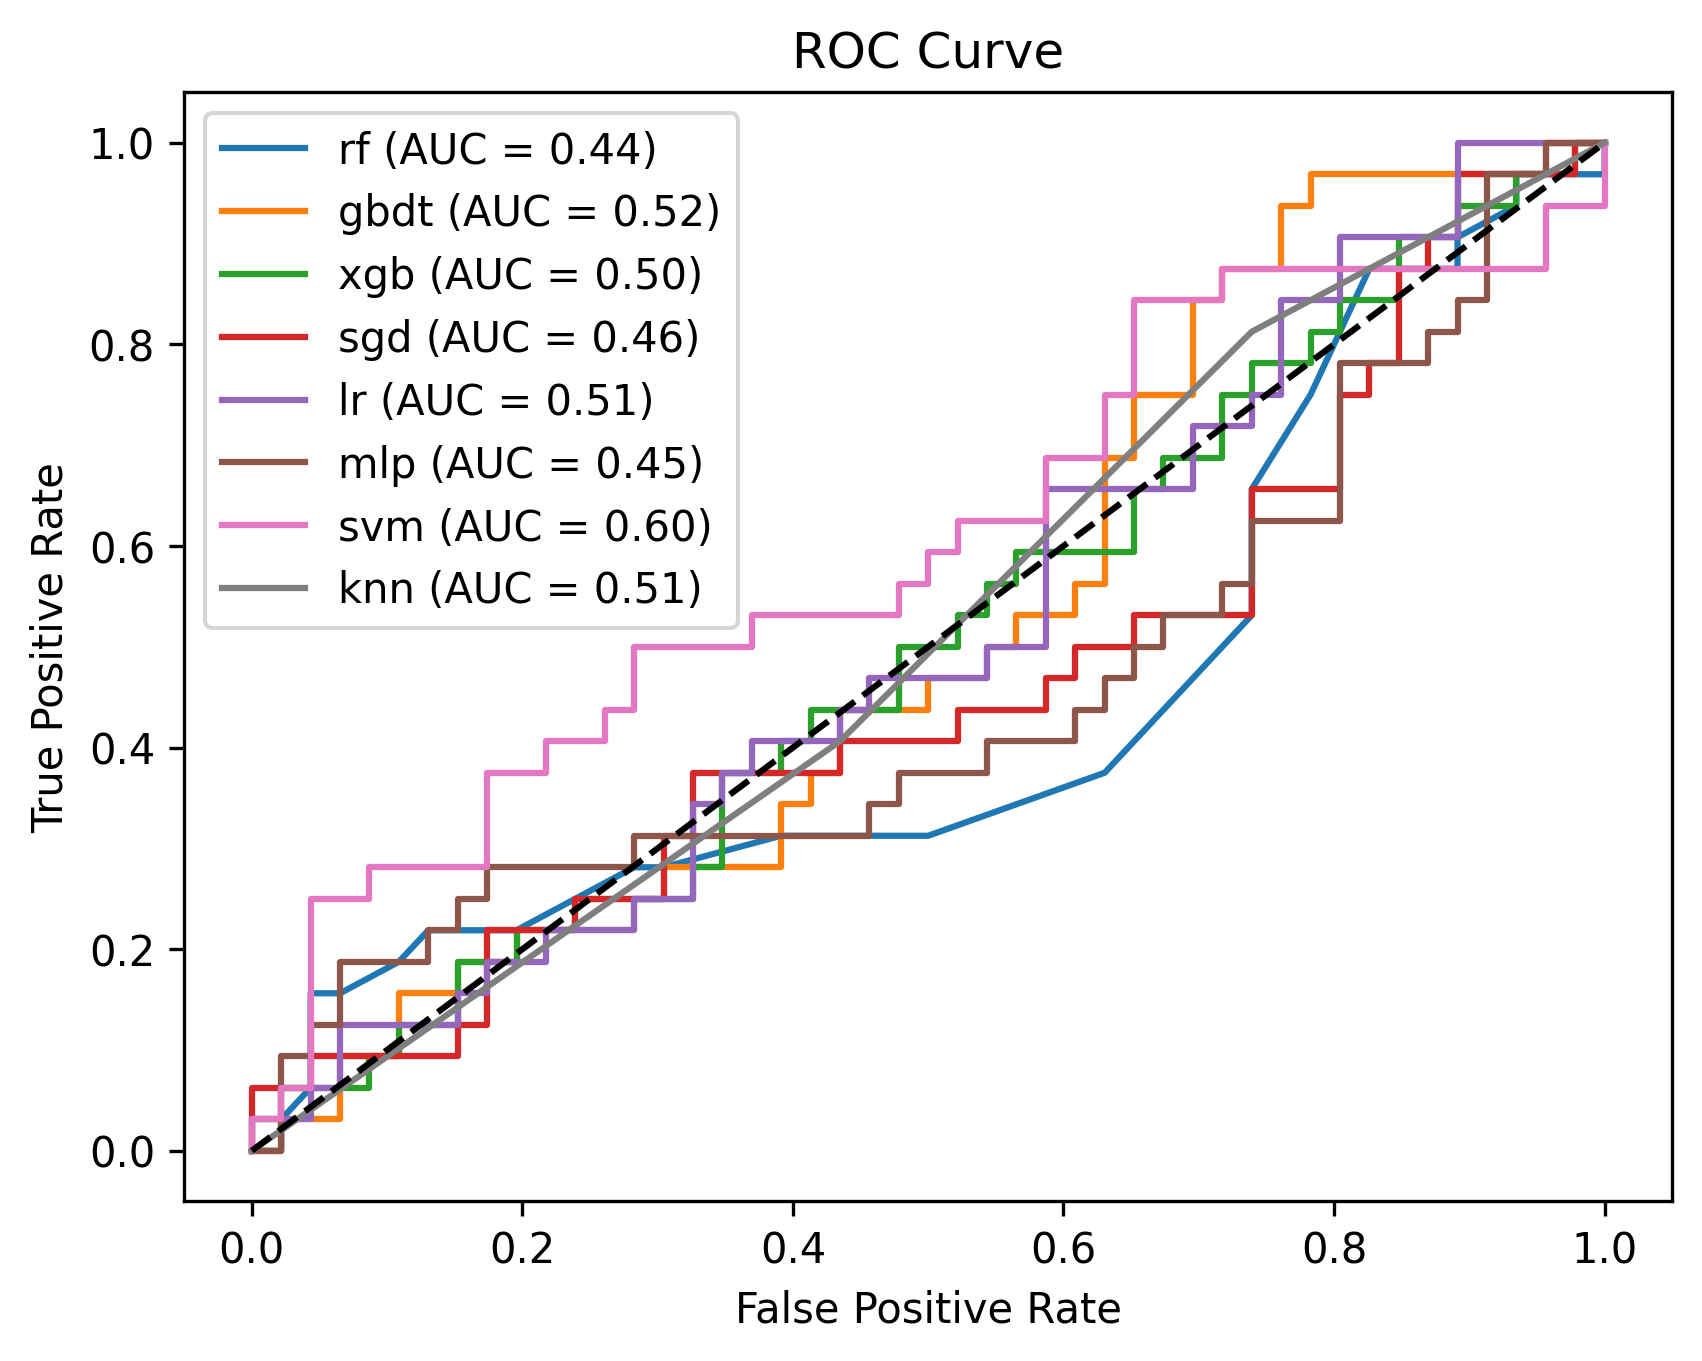 ROC Curve
rf (AUC = 0.44)
gbdt (AUC = 0.52)
xgb (AUC = 0.50)
sgd (AUC = 0.46)
lr (AUC = 0.51)
mlp (AUC = 0.45)
svm (AUC = 0.60)
knn (AUC = 0.51)
True Positive Rate
1.0
0.8
0.6
0.4
0.2
0.0
0.0 0.2 0.4 0.6 0.8 1.0
False Positive Rate